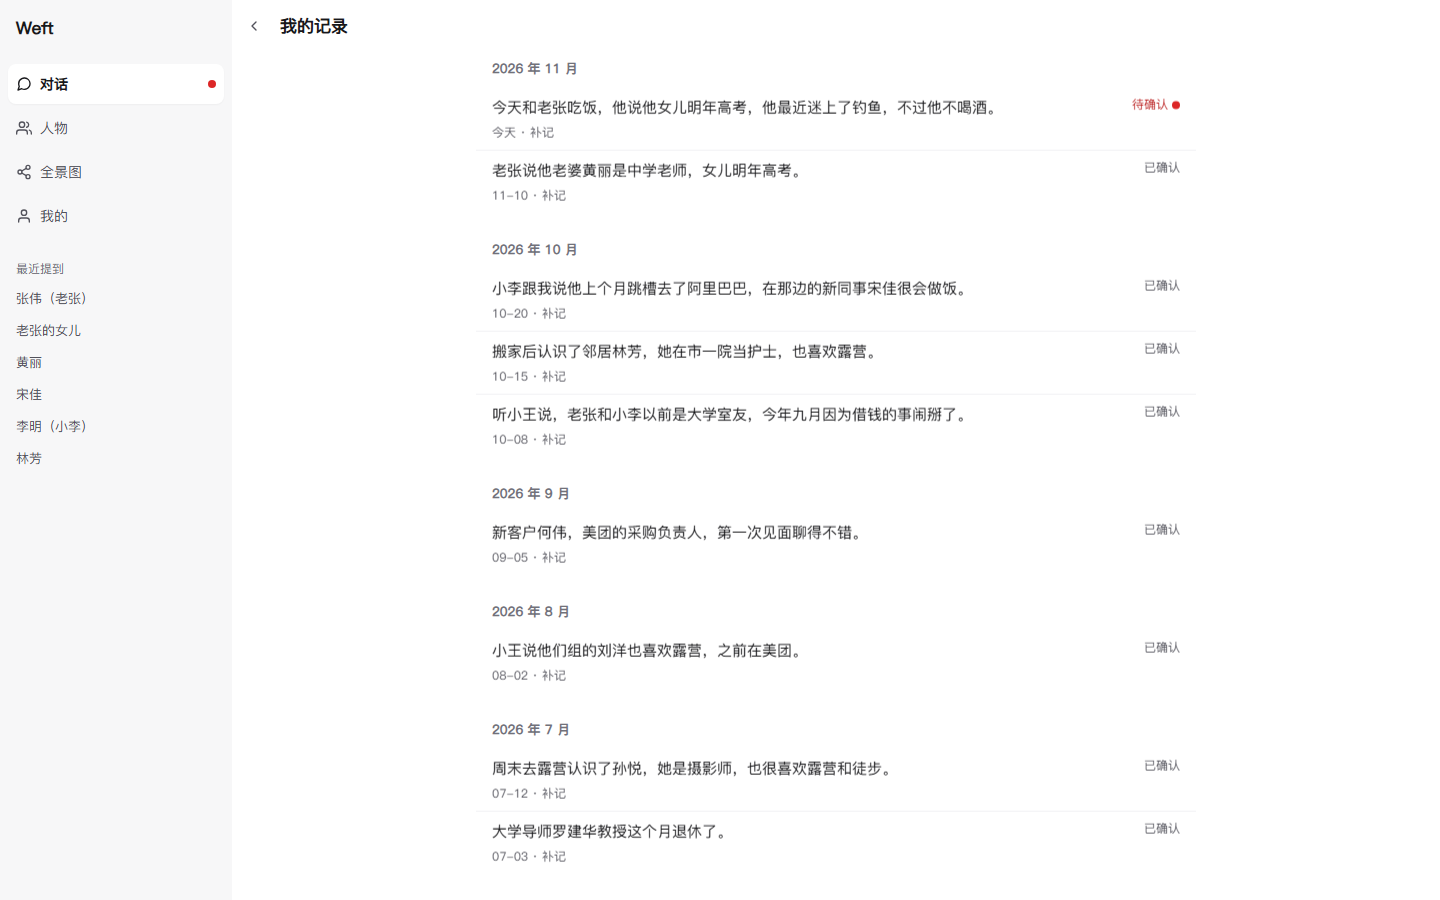 Weft
对话
人物
全景图
我的
最近提到
张伟（老张）
老张的女儿
黄丽
宋佳
李明（小李）
林芳
我的记录
2026 年 11 月
今天和老张吃饭，他说他女儿明年高考，他最近迷上了钓鱼，不过他不喝酒。
待确认
今天 · 补记
老张说他老婆黄丽是中学老师，女儿明年高考。
已确认
11-10 · 补记
2026 年 10 月
小李跟我说他上个月跳槽去了阿里巴巴，在那边的新同事宋佳很会做饭。
已确认
10-20 · 补记
搬家后认识了邻居林芳，她在市一院当护士，也喜欢露营。
已确认
10-15 · 补记
听小王说，老张和小李以前是大学室友，今年九月因为借钱的事闹掰了。
已确认
10-08 · 补记
2026 年 9 月
新客户何伟，美团的采购负责人，第一次见面聊得不错。
已确认
09-05 · 补记
2026 年 8 月
小王说他们组的刘洋也喜欢露营，之前在美团。
已确认
08-02 · 补记
2026 年 7 月
周末去露营认识了孙悦，她是摄影师，也很喜欢露营和徒步。
已确认
07-12 · 补记
大学导师罗建华教授这个月退休了。
已确认
07-03 · 补记